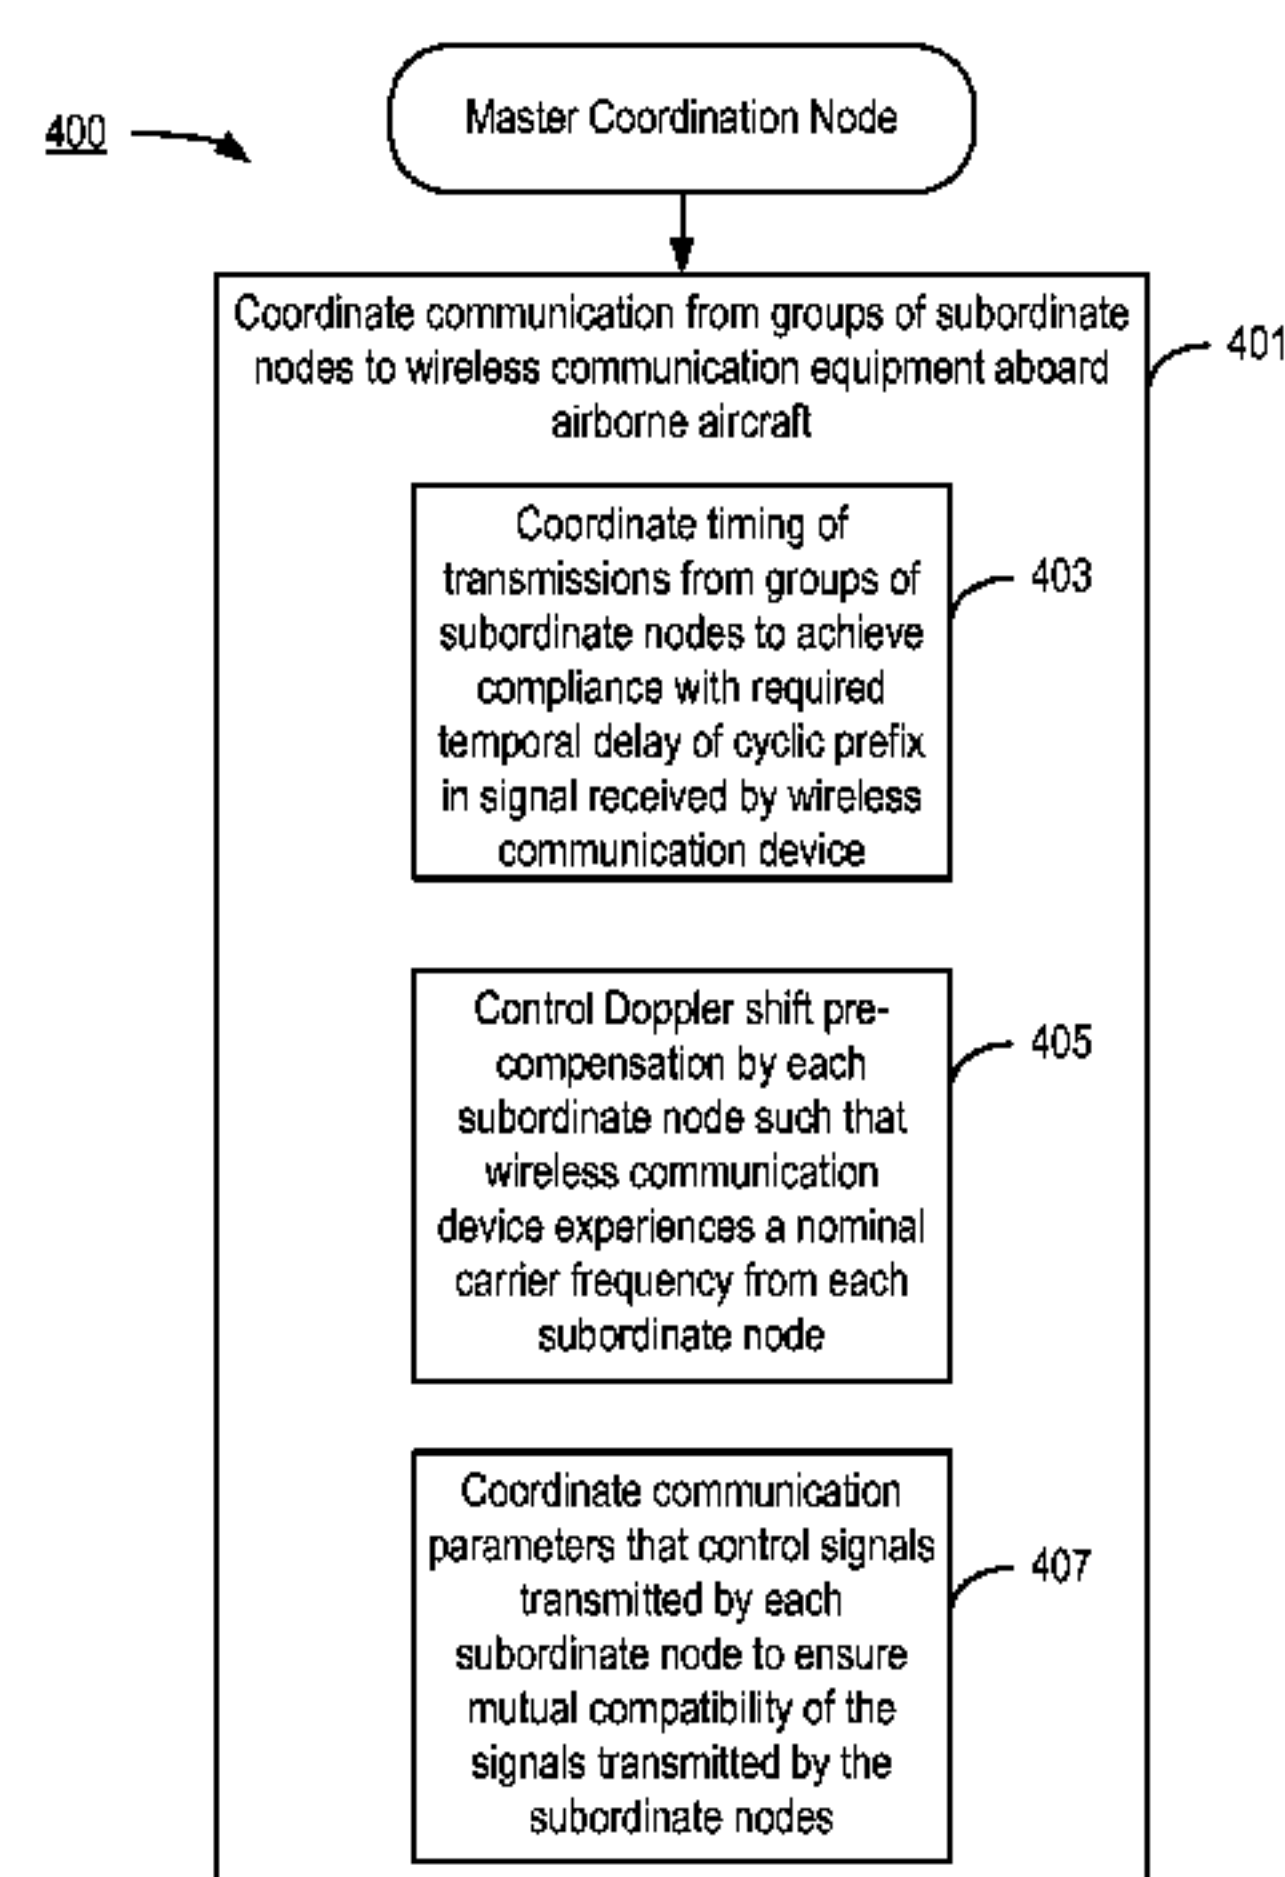 400
Master Coordination Node
Coordinate communication from groups of subordinate
nodes to wireless communication equipment aboard
airborne aircraft
401
Coordinate timing of
transmissions from groups of
subordinate nodes to achieve
compliance with required
temporal delay of cyclic prefix
in signal received by wireless
communication device
403
Control Doppler shift pre-
compensation by each
subordinate node such that
wireless communication
device experiences a nominal
carrier frequency from each
subordinate node
405
Coordinate communication
parameters that control signals
transmitted by each
subordinate node to ensure
mutual compatibility of the
signals transmitted by the
subordinate nodes
407